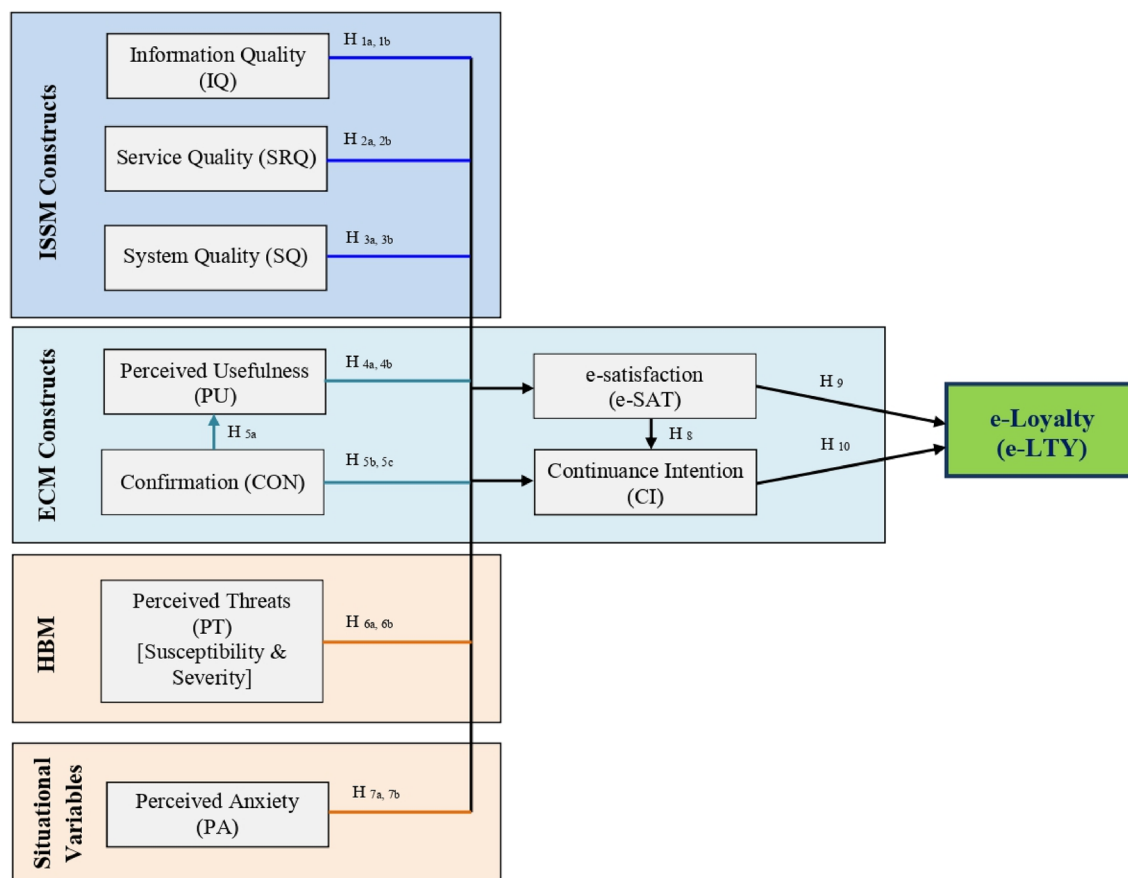 ISSM Constructs
Information Quality
(IQ)
H 1a, 1b
Service Quality (SRQ)
H 2a, 2b
System Quality (SQ)
H 3a, 3b
ECM Constructs
Perceived Usefulness
(PU)
H 4a, 4b
H 5a
Confirmation (CON)
H 5b, 5c
e-satisfaction
(e-SAT)
H 8
Continuance Intention
(CI)
H 9
H 10
e-Loyalty
(e-LTY)
HBM
Perceived Threats
(PT)
[Susceptibility &
Severity]
H 6a, 6b
Situational
Variables
Perceived Anxiety
(PA)
H 7a, 7b